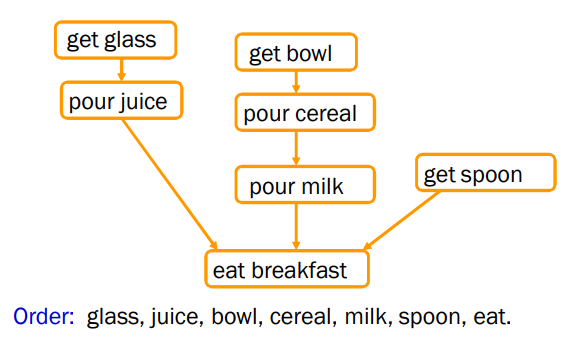 get glass
get bowl
pour juice
pour cereal
get spoon
pour milk
eat breakfast
Order: glass, juice, bowl, cereal, milk, spoon, eat.